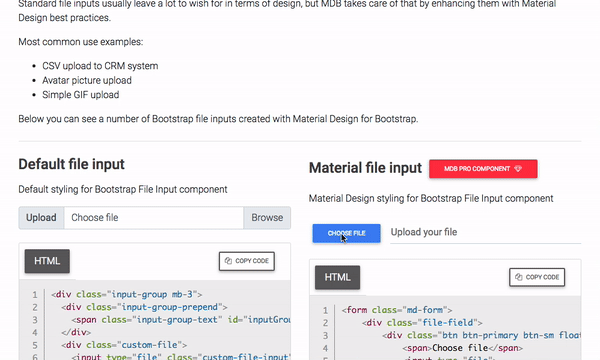 Standard file inputs usually leave a lot to wish for in terms of design, but MDB takes care of that by enhancing them with Material
Design best practices.
Most common use examples:
CSV upload to CRM system
Avatar picture upload
Simple GIF upload
Below you can see a number of Bootstrap file inputs created with Material Design for Bootstrap.
Default file input
Default styling for Bootstrap File Input component
Upload Choose file Browse
HTML COPY CODE
1 <div class="input-group mb-3">
2 <div class="input-group-prepend">
3 <span class="input-group-text" id="inputGrou
4 </div>
5 <div class="custom-file">
6 <input type="file" class="custom-file-input"
Material file input MDB PRO COMPONENT
Material Design styling for Bootstrap File Input component
CHOOSE FILE Upload your file
HTML COPY CODE
1 <form class="md-form">
2 <div class="file-field">
3 <div class="btn btn-primary btn-sm float
4 <span>Choose file</span>